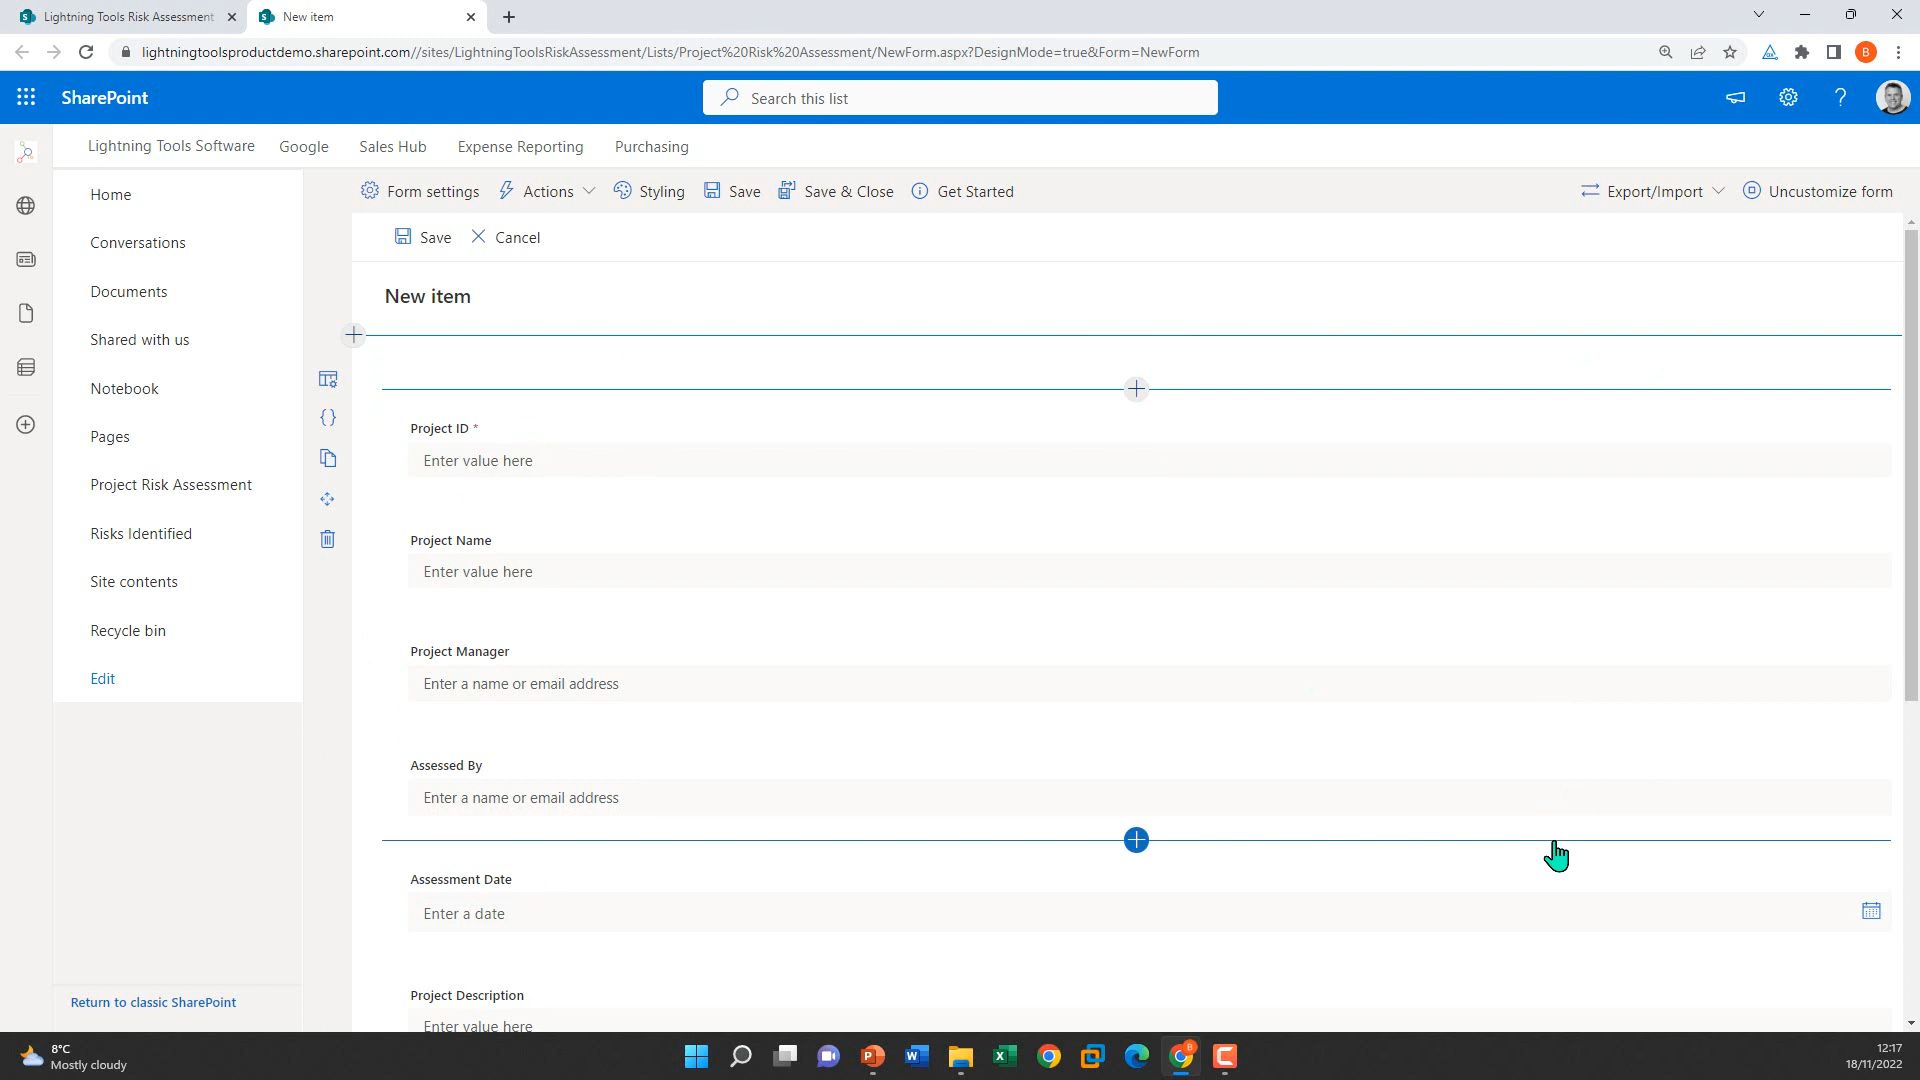 Lightning Tools Risk Assessment
New item
lightningtoolsproductdemo.sharepoint.com//sites/LightningToolsRiskAssessment/Lists/Project%20Risk%20Assessment/NewForm.aspx?DesignMode=true&Form=NewForm
B
SharePoint
Search this list
Lightning Tools Software
Google
Sales Hub
Expense Reporting
Purchasing
Home
Conversations
Documents
Shared with us
Notebook
Pages
Project Risk Assessment
Risks Identified
Site contents
Recycle bin
Edit
Return to classic SharePoint
Form settings
Actions
Styling
Save
Save & Close
Get Started
Export/Import
Uncustomize form
Save
Cancel
New item
Project ID *
Enter value here
Project Name
Enter value here
Project Manager
Enter a name or email address
Assessed By
Enter a name or email address
Assessment Date
Enter a date
Project Description
Enter value here
8°C
Mostly cloudy
12:17
18/11/2022